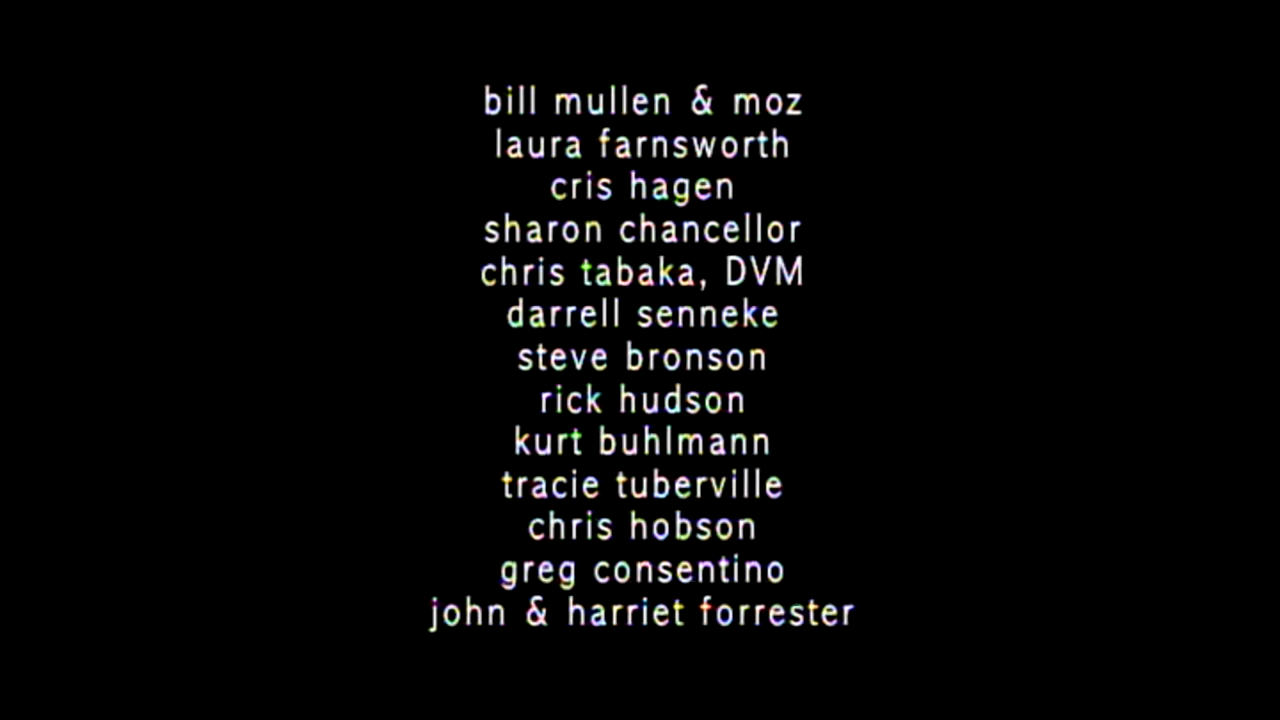 bill mullen & moz
laura farnsworth
cris hagen
sharon chancellor
chris tabaka, DVM
darrell senneke
steve bronson
rick hudson
kurt buhlmann
tracie tuberville
chris hobson
greg consentino
john & harriet forrester